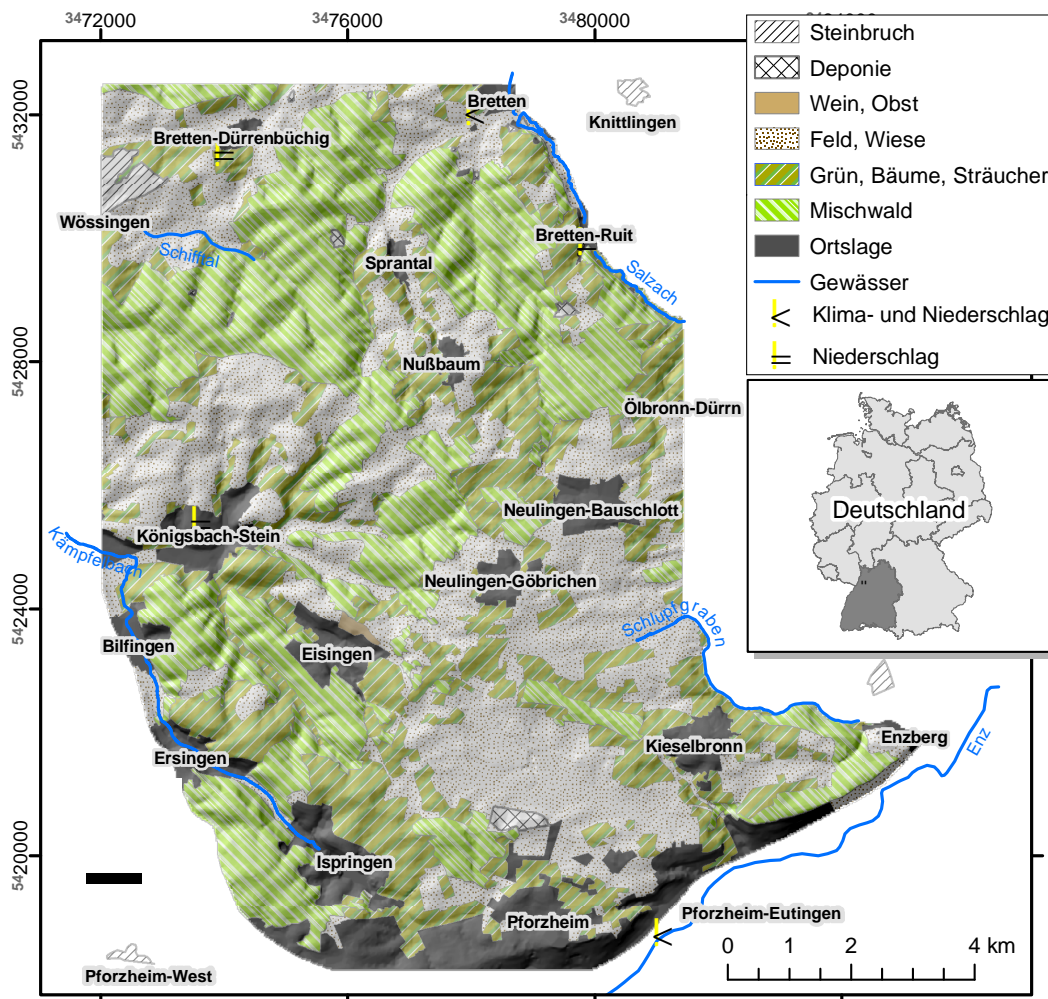 3472000
3476000
3480000
5432000
5428000
5424000
5420000
Steinbruch
Deponie
Wein, Obst
Feld, Wiese
Grün, Bäume, Sträucher
Mischwald
Ortslage
Gewässer
Klima- und Niederschlag
Niederschlag
Bretten
Knittlingen
Bretten-Dürrenbüchig
Wössingen
Schifftal
Bretten-Ruit
Sprantal
Salzach
Nußbaum
Ölbronn-Dürrn
Deutschland
Neulingen-Bauschlott
Königsbach-Stein
Kämpfelbach
Neulingen-Göbrichen
Schlupfgraben
Bilfingen
Eisingen
Kieselbronn
Enzberg
Enz
Ersingen
Ispringen
Pforzheim
Pforzheim-Eutingen
Pforzheim-West
0 1 2 4 km